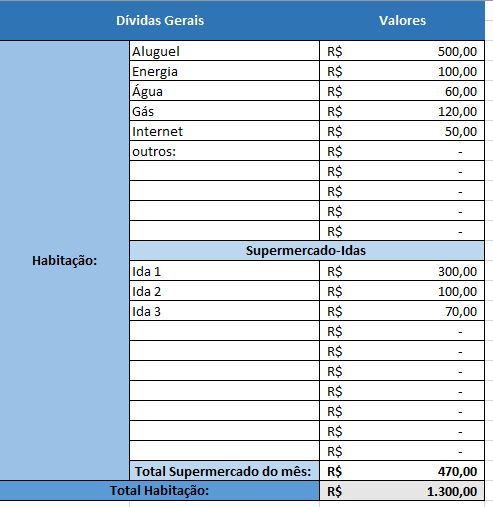 Dívidas Gerais Valores
Aluguel R$ 500,00
Energia R$ 100,00
Água R$ 60,00
Gás R$ 120,00
Internet R$ 50,00
outros: R$ -
R$ -
R$ -
R$ -
R$ -
Habitação:
Supermercado-Idas
Ida 1 R$ 300,00
Ida 2 R$ 100,00
Ida 3 R$ 70,00
R$ -
R$ -
R$ -
R$ -
R$ -
R$ -
R$ -
Total Supermercado do mês: R$ 470,00
Total Habitação: R$ 1.300,00